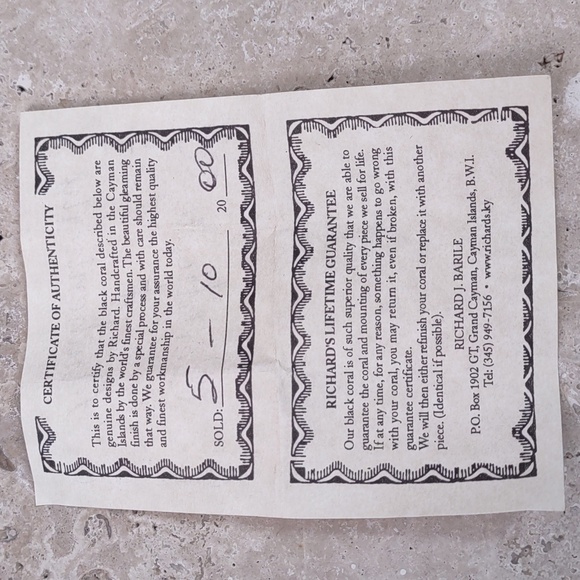 CERTIFICATE OF AUTHENTICITY
This is to certify that the black coral described below are
genuine designs by Richard. Handcrafted in the Cayman
Islands by the world's finest craftsmen. The beautiful gleaming
finish is done by a special process and with care should remain
that way. We guarantee for your assurance the highest quality
and finest workmanship in the world today.
SOLD: 5 - 10 20 00
RICHARD'S LIFETIME GUARANTEE
Our black coral is of such superior quality that we are able to
guarantee the coral and mounting of every piece we sell for life.
If at any time, for any reason, something happens to go wrong
with your coral, you may return it, even if broken, with this
guarantee certificate.
We will then either refinish your coral or replace it with another
piece. (Identical if possible).
RICHARD J. BARILE
P.O. Box 1902 GT, Grand Cayman, Cayman Islands, B.W.I.
Tel: (345) 949-7156 • www.richards.ky